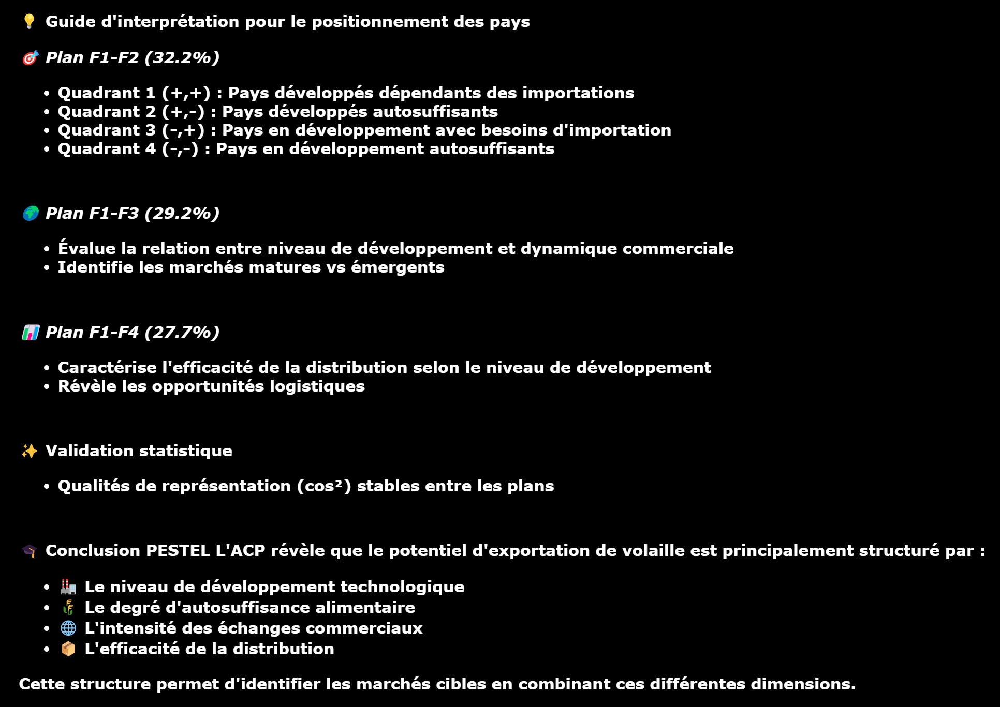 💡 Guide d'interprétation pour le positionnement des pays
🎯 Plan F1-F2 (32.2%)
• Quadrant 1 (+,+) : Pays développés dépendants des importations
• Quadrant 2 (+,-) : Pays développés autosuffisants
• Quadrant 3 (-,+) : Pays en développement avec besoins d'importation
• Quadrant 4 (-,-) : Pays en développement autosuffisants
🌍 Plan F1-F3 (29.2%)
• Évalue la relation entre niveau de développement et dynamique commerciale
• Identifie les marchés matures vs émergents
📊 Plan F1-F4 (27.7%)
• Caractérise l'efficacité de la distribution selon le niveau de développement
• Révèle les opportunités logistiques
✨ Validation statistique
• Qualités de représentation (cos²) stables entre les plans
🎓 Conclusion PESTEL L'ACP révèle que le potentiel d'exportation de volaille est principalement structuré par :
• 🏭 Le niveau de développement technologique
• 🌾 Le degré d'autosuffisance alimentaire
• 🌐 L'intensité des échanges commerciaux
• 📦 L'efficacité de la distribution
Cette structure permet d'identifier les marchés cibles en combinant ces différentes dimensions.